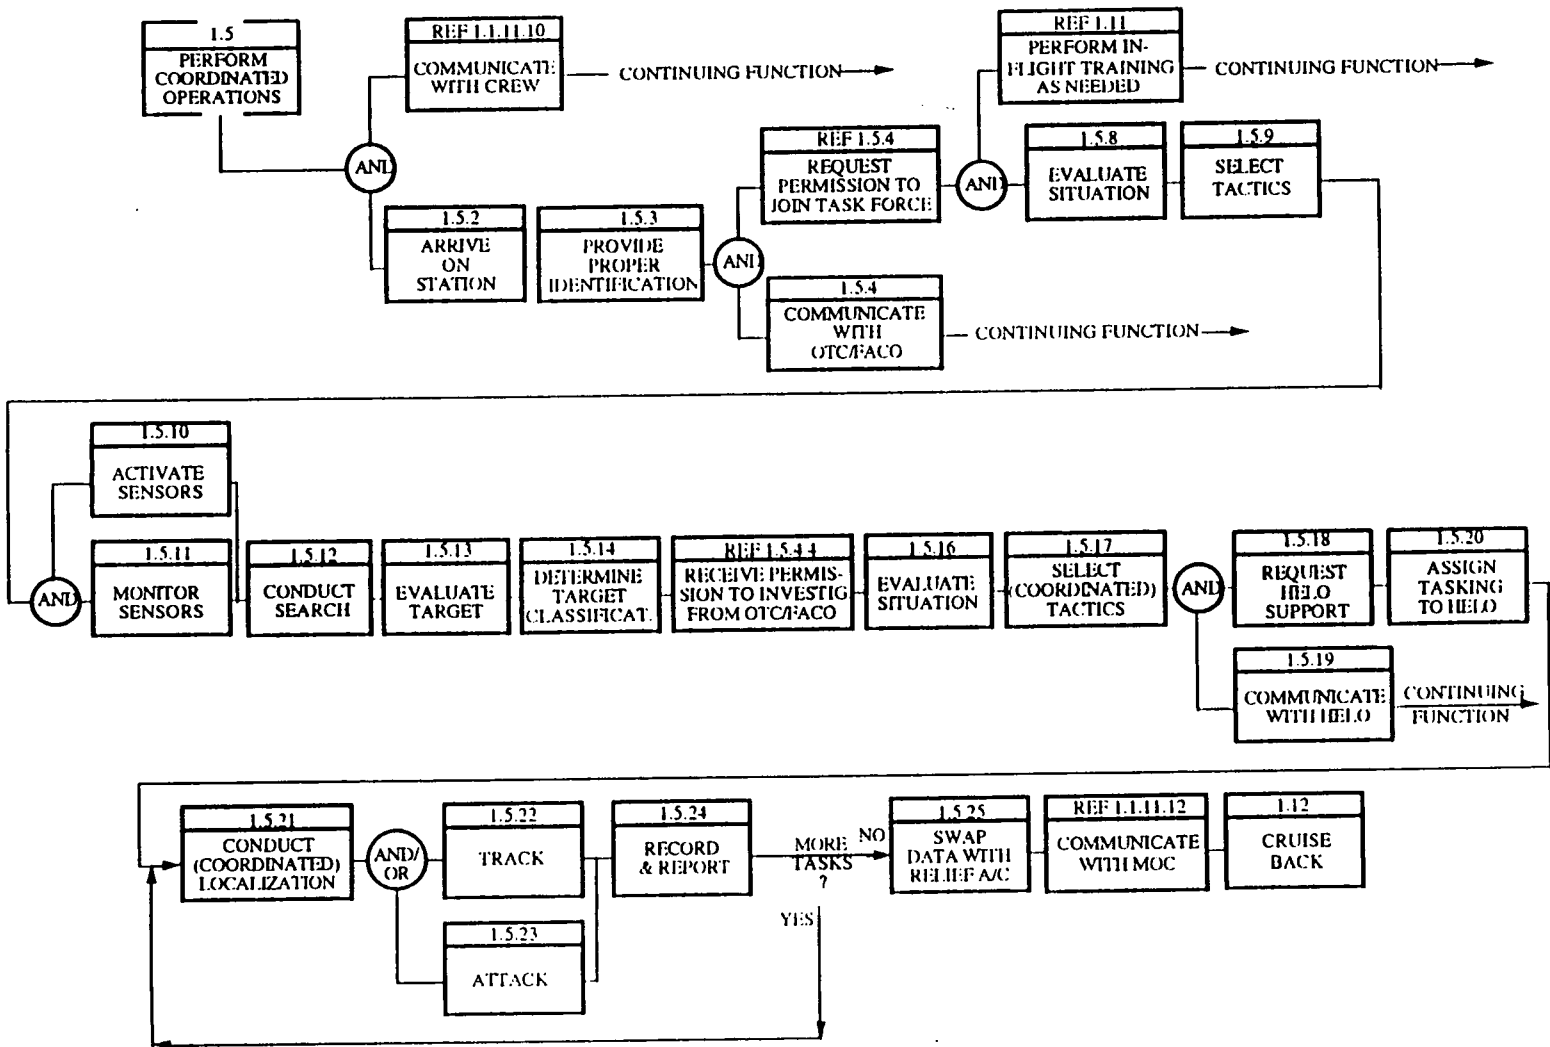 1.5
PERFORM
COORDINATED
OPERATIONS
REF 1.1.11.10
COMMUNICATE
WITH CREW
CONTINUING FUNCTION
AND
1.5.2
ARRIVE
ON
STATION
1.5.3
PROVIDE
PROPER
IDENTIFICATION
AND
REF 1.5.4
REQUEST
PERMISSION TO
JOIN TASK FORCE
1.5.4
COMMUNICATE
WITH
OTC/FACO
CONTINUING FUNCTION
AND
REF 1.11
PERFORM IN-
FLIGHT TRAINING
AS NEEDED
CONTINUING FUNCTION
1.5.8
EVALUATE
SITUATION
1.5.9
SELECT
TACTICS
AND
1.5.10
ACTIVATE
SENSORS
1.5.11
MONITOR
SENSORS
1.5.12
CONDUCT
SEARCH
1.5.13
EVALUATE
TARGET
1.5.14
DETERMINE
TARGET
CLASSIFICAT.
REF 1.5.4.4
RECEIVE PERMIS-
SION TO INVESTIG
FROM OTC/FACO
1.5.16
EVALUATE
SITUATION
1.5.17
SELECT
(COORDINATED)
TACTICS
AND
1.5.18
REQUEST
HELO
SUPPORT
1.5.20
ASSIGN
TASKING
TO HELO
1.5.19
COMMUNICATE
WITH HELO
CONTINUING
FUNCTION
1.5.21
CONDUCT
(COORDINATED)
LOCALIZATION
AND/
OR
1.5.22
TRACK
1.5.23
ATTACK
1.5.24
RECORD
& REPORT
MORE
TASKS
?
NO
YES
1.5.25
SWAP
DATA WITH
RELIEF A/C
REF 1.1.11.12
COMMUNICATE
WITH MOC
1.12
CRUISE
BACK